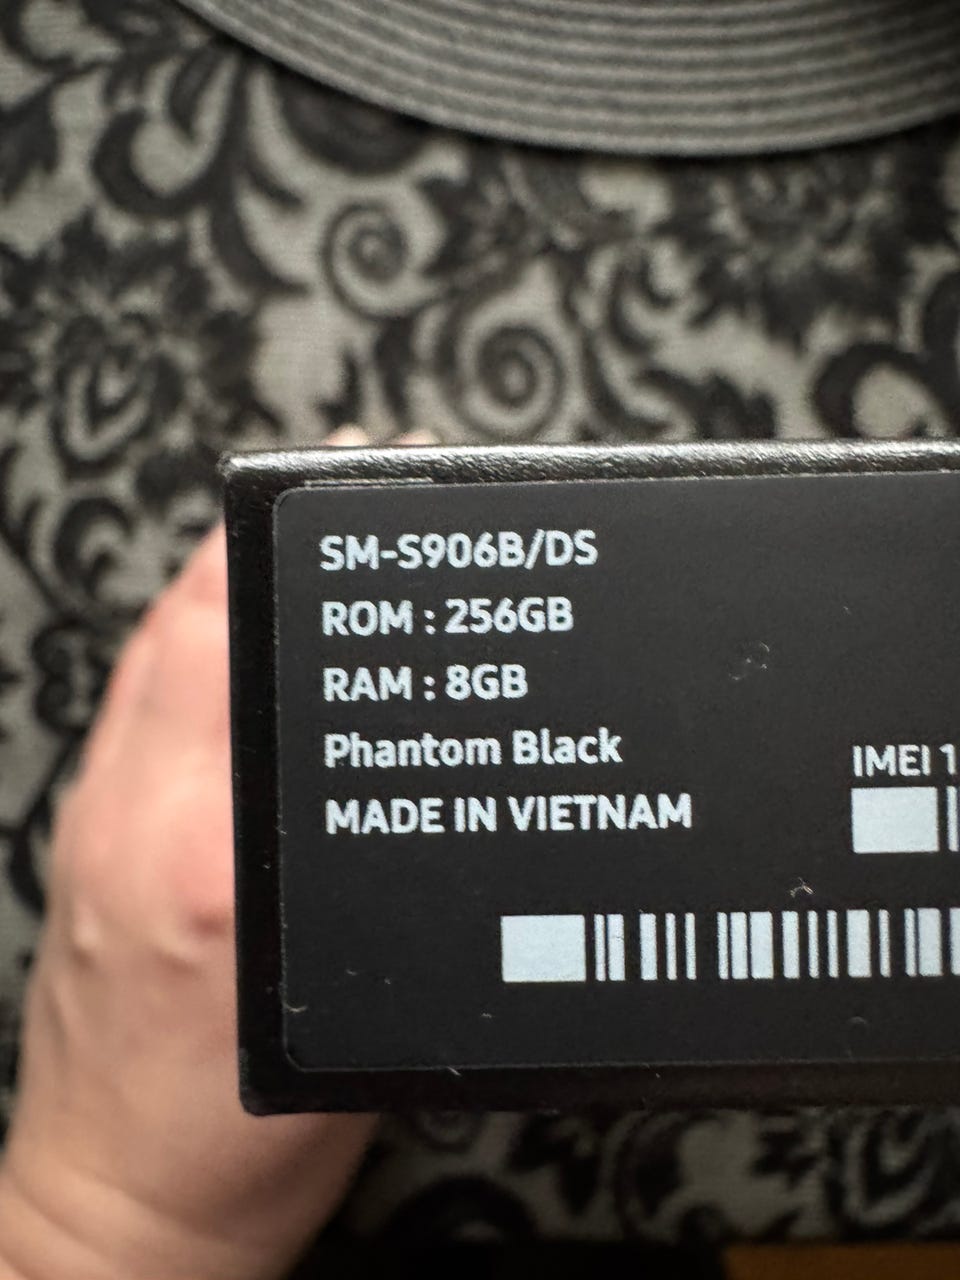 SM-S906B/DS
ROM : 256GB
RAM : 8GB
Phantom Black
MADE IN VIETNAM
IMEI 1